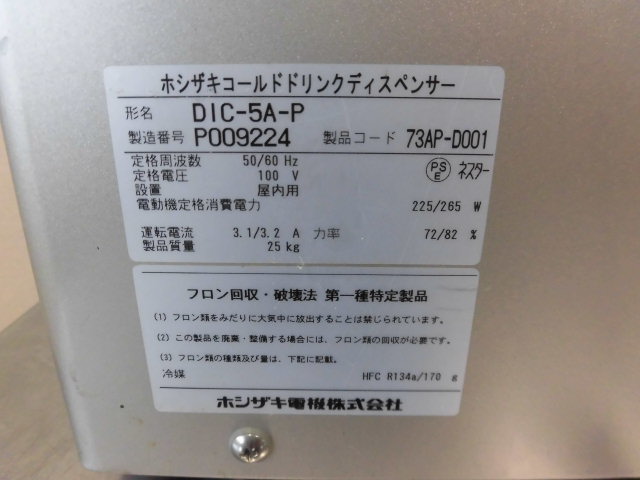 ホシザキコールドドリンクディスペンサー
形名 DIC-5A-P
製造番号 P009224 製品コード 73AP-D001
定格周波数 50/60 Hz
定格電圧 100 V PSE ネスター
設置 屋内用
電動機定格消費電力 225/265 W
運転電流 3.1/3.2 A 力率 72/82 %
製品質量 25 kg
フロン回収・破壊法 第一種特定製品
(1) フロン類をみだりに大気中に放出することは禁じられています。
(2) この製品を廃棄・整備する場合には、フロン類の回収が必要です。
(3) フロン類の種類及び量は、下記に記載。
冷媒 HFC R134a/170 g
ホシザキ電機株式会社